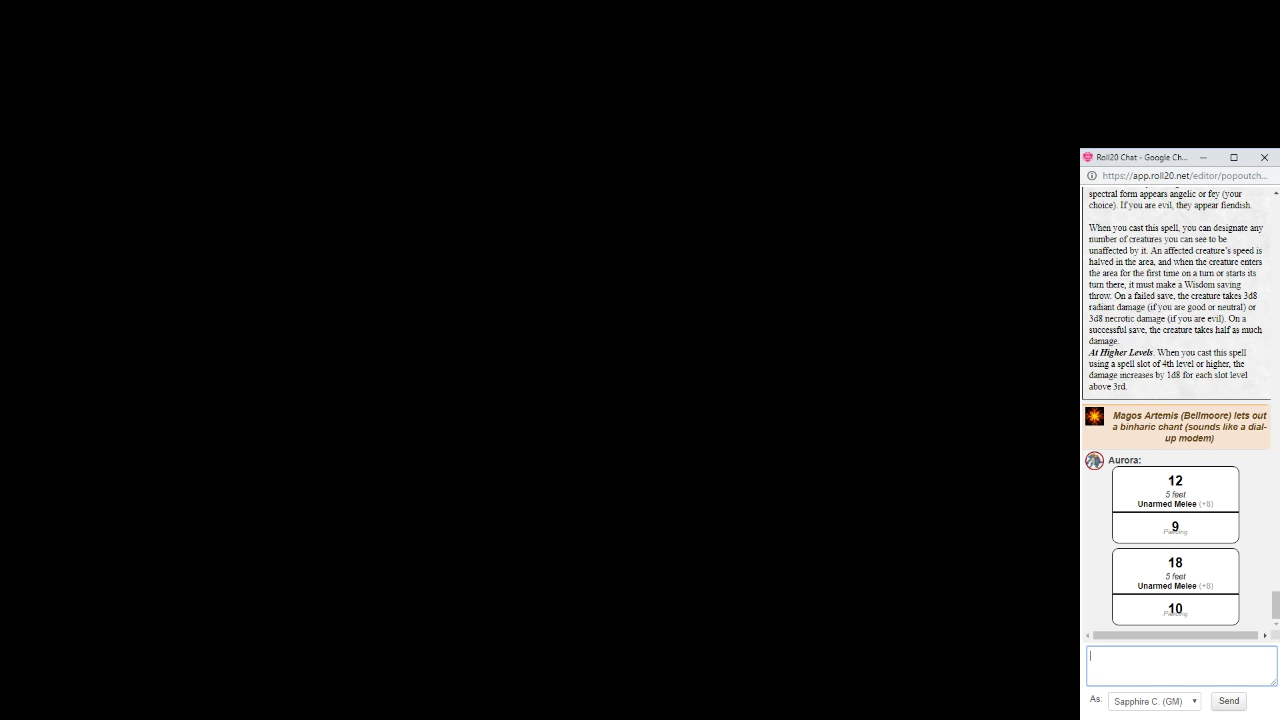 Roll20 Chat - Google Ch...
https://app.roll20.net/editor/popoutch...
spectral form appears angelic or fey (your
choice). If you are evil, they appear fiendish.
When you cast this spell, you can designate any
number of creatures you can see to be
unaffected by it. An affected creature's speed is
halved in the area, and when the creature enters
the area for the first time on a turn or starts its
turn there, it must make a Wisdom saving
throw. On a failed save, the creature takes 3d8
radiant damage (if you are good or neutral) or
3d8 necrotic damage (if you are evil). On a
successful save, the creature takes half as much
damage.
At Higher Levels. When you cast this spell
using a spell slot of 4th level or higher, the
damage increases by 1d8 for each slot level
above 3rd.
Magos Artemis (Bellmoore) lets out
a binharic chant (sounds like a dial-
up modem)
Aurora:
12
5 feet
Unarmed Melee (+8)
9
18
5 feet
Unarmed Melee (+8)
10
As: Sapphire C. (GM) Send